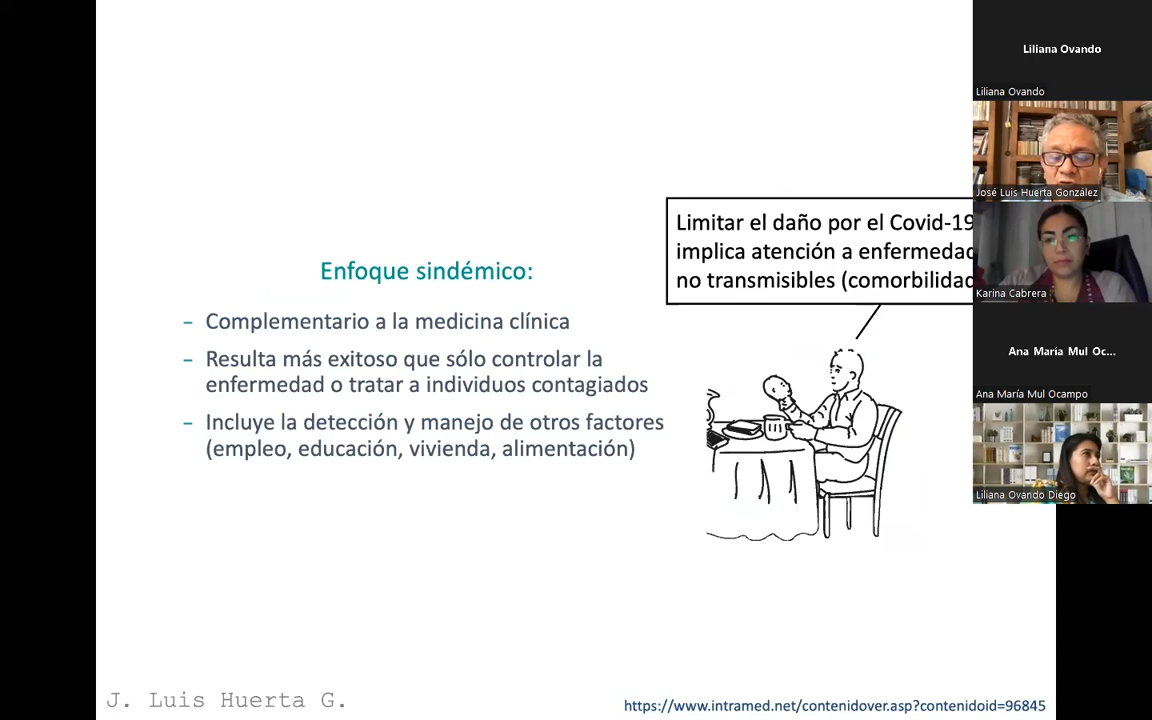 Enfoque sindémico:
– Complementario a la medicina clínica
– Resulta más exitoso que sólo controlar la
enfermedad o tratar a individuos contagiados
– Incluye la detección y manejo de otros factores
(empleo, educación, vivienda, alimentación)
Limitar el daño por el Covid-19
implica atención a
no transmisibles
J. Luis Huerta G.
https://www.intramed.net/contenidover.asp?contenidoid=96845
Liliana Ovando
Liliana Ovando
José Luis Huerta González
Karina Cabrera
Ana María Mul Oc...
Ana María Mul Ocampo
Liliana Ovando Diego